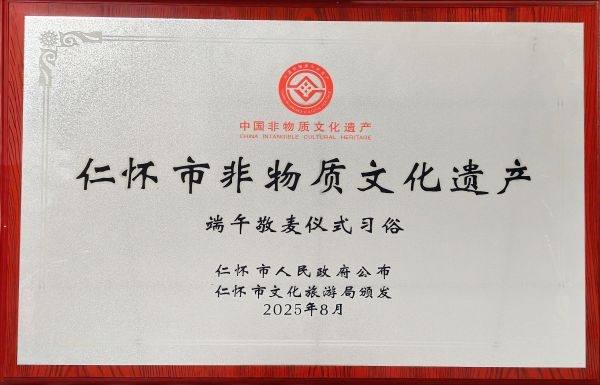 中国非物质文化遗产
CHINA INTANGIBLE CULTURAL HERITAGE
仁怀市非物质文化遗产
端午敬麦仪式习俗
仁怀市人民政府公布
仁怀市文化旅游局颁发
2025年8月